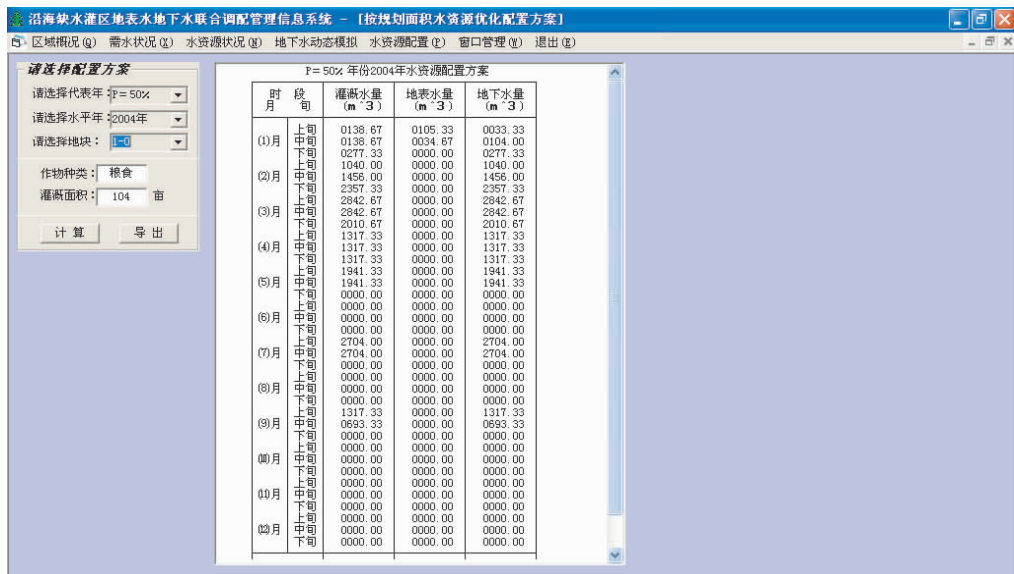 沿海缺水灌区地表水地下水联合调配管理信息系统 - [按规划面积水资源优化配置方案]
区域概况(Q) 需水状况(X) 水资源状况(N) 地下水动态模拟 水资源配置(P) 窗口管理(W) 退出(E)
请选择配置方案
请选择代表年:P=50%
请选择水平年:2004年
请选择地块: 1-0
作物种类: 粮食
灌溉面积: 104 亩
计 算 导 出
P=50% 年份2004年水资源配置方案
时 段 灌溉水量 地表水量 地下水量
月 旬 (m^3) (m^3) (m^3)
上旬 0138.67 0105.33 0033.33
(1)月 中旬 0138.67 0034.67 0104.00
下旬 0277.33 0000.00 0277.33
上旬 1040.00 0000.00 1040.00
(2)月 中旬 1456.00 0000.00 1456.00
下旬 2357.33 0000.00 2357.33
上旬 2842.67 0000.00 2842.67
(3)月 中旬 2842.67 0000.00 2842.67
下旬 2010.67 0000.00 2010.67
上旬 1317.33 0000.00 1317.33
(4)月 中旬 1317.33 0000.00 1317.33
下旬 1317.33 0000.00 1317.33
上旬 1941.33 0000.00 1941.33
(5)月 中旬 1941.33 0000.00 1941.33
下旬 0000.00 0000.00 0000.00
上旬 0000.00 0000.00 0000.00
(6)月 中旬 0000.00 0000.00 0000.00
下旬 0000.00 0000.00 0000.00
上旬 2704.00 0000.00 2704.00
(7)月 中旬 2704.00 0000.00 2704.00
下旬 0000.00 0000.00 0000.00
上旬 0000.00 0000.00 0000.00
(8)月 中旬 0000.00 0000.00 0000.00
下旬 0000.00 0000.00 0000.00
上旬 1317.33 0000.00 1317.33
(9)月 中旬 0693.33 0000.00 0693.33
下旬 0000.00 0000.00 0000.00
上旬 0000.00 0000.00 0000.00
(10)月 中旬 0000.00 0000.00 0000.00
下旬 0000.00 0000.00 0000.00
上旬 0000.00 0000.00 0000.00
(11)月 中旬 0000.00 0000.00 0000.00
下旬 0000.00 0000.00 0000.00
上旬 0000.00 0000.00 0000.00
(12)月 中旬 0000.00 0000.00 0000.00
下旬 0000.00 0000.00 0000.00